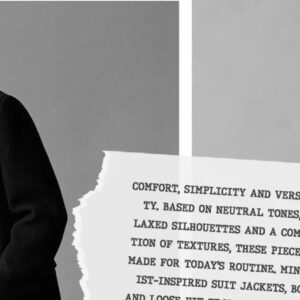 COMFORT, SIMPLICITY AND VERS
TY. BASED ON NEUTRAL TONES,
LAXED SILHOUETTES AND A COM
TION OF TEXTURES, THESE PIECE
MADE FOR TODAY'S ROUTINE. MIN
IST-INSPIRED SUIT JACKETS, BO
AND LOOSE FIT